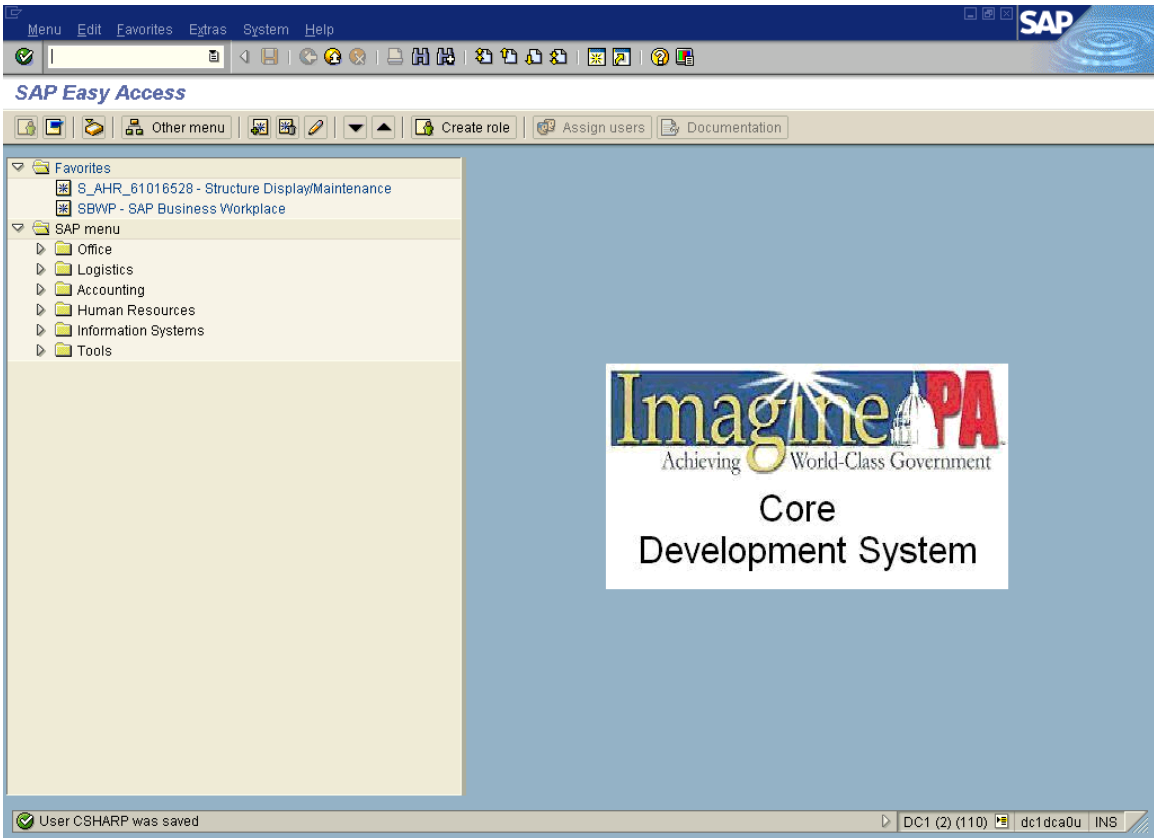 Menu Edit Favorites Extras System Help
SAP
SAP Easy Access
Other menu Create role Assign users Documentation
Favorites
S_AHR_61016528 - Structure Display/Maintenance
SBWP - SAP Business Workplace
SAP menu
Office
Logistics
Accounting
Human Resources
Information Systems
Tools
Imagine PA
Achieving World-Class Government
Core
Development System
User CSHARP was saved DC1 (2) (110) dc1dca0u INS